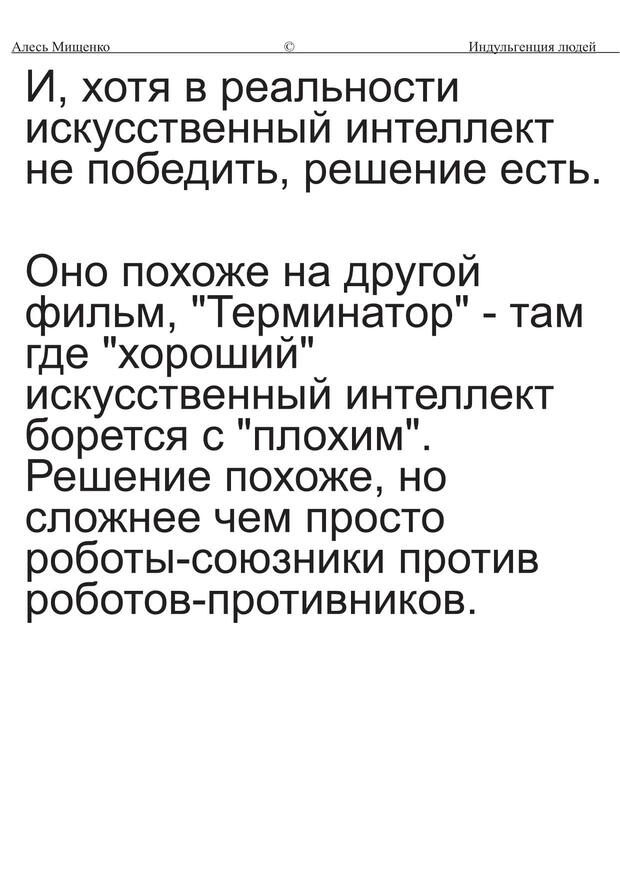 Алесь Мищенко © Индульгенция людей
И, хотя в реальности
искусственный интеллект
не победить, решение есть.
Оно похоже на другой
фильм, "Терминатор" - там
где "хороший"
искусственный интеллект
борется с "плохим".
Решение похоже, но
сложнее чем просто
роботы-союзники против
роботов-противников.